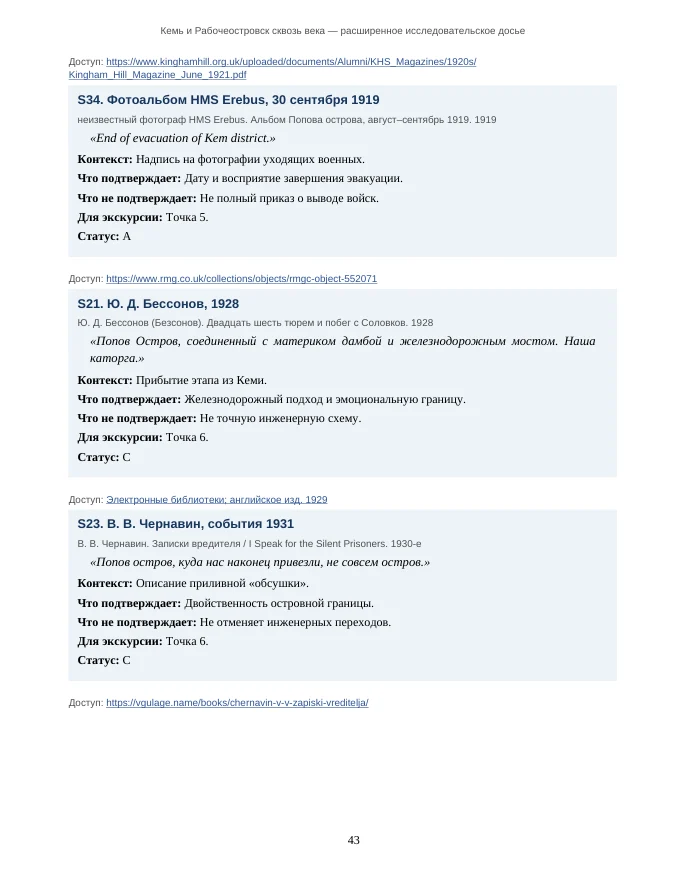 Кемь и Рабочеостровск сквозь века — расширенное исследовательское досье
Доступ: https://www.kinghamhill.org.uk/uploaded/documents/Alumni/KHS_Magazines/1920s/
Kingham_Hill_Magazine_June_1921.pdf
S34. Фотоальбом HMS Erebus, 30 сентября 1919
неизвестный фотограф HMS Erebus. Альбом Попова острова, август–сентябрь 1919. 1919
«End of evacuation of Kem district.»
Контекст: Надпись на фотографии уходящих военных.
Что подтверждает: Дату и восприятие завершения эвакуации.
Что не подтверждает: Не полный приказ о выводе войск.
Для экскурсии: Точка 5.
Статус: A
Доступ: https://www.rmg.co.uk/collections/objects/rmgc-object-552071
S21. Ю. Д. Бессонов, 1928
Ю. Д. Бессонов (Безсонов). Двадцать шесть тюрем и побег с Соловков. 1928
«Попов Остров, соединенный с материком дамбой и железнодорожным мостом. Наша
каторга.»
Контекст: Прибытие этапа из Кеми.
Что подтверждает: Железнодорожный подход и эмоциональную границу.
Что не подтверждает: Не точную инженерную схему.
Для экскурсии: Точка 6.
Статус: C
Доступ: Электронные библиотеки; английское изд. 1929
S23. В. В. Чернавин, события 1931
В. В. Чернавин. Записки вредителя / I Speak for the Silent Prisoners. 1930-е
«Попов остров, куда нас наконец привезли, не совсем остров.»
Контекст: Описание приливной «обсушки».
Что подтверждает: Двойственность островной границы.
Что не подтверждает: Не отменяет инженерных переходов.
Для экскурсии: Точка 6.
Статус: C
Доступ: https://vgulage.name/books/chernavin-v-v-zapiski-vreditelja/
43